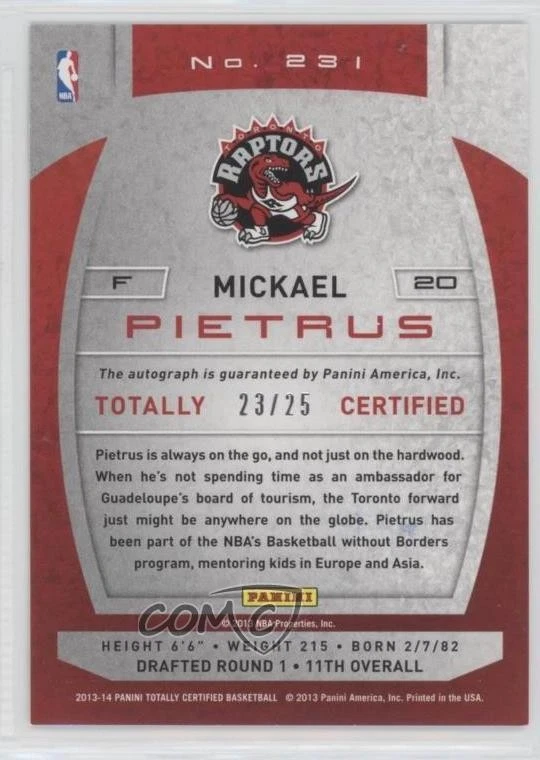 No. 231
NBA
TORONTO
RAPTORS
F
MICKAEL
20
PIETRUS
The autograph is guaranteed by Panini America, Inc.
TOTALLY 23/25 CERTIFIED
Pietrus is always on the go, and not just on the hardwood.
When he's not spending time as an ambassador for
Guadeloupe's board of tourism, the Toronto forward
just might be anywhere on the globe. Pietrus has
been part of the NBA's Basketball without Borders
program, mentoring kids in Europe and Asia.
PANINI
COMC
© 2013 NBA Properties, Inc.
HEIGHT 6'6" • WEIGHT 215 • BORN 2/7/82
DRAFTED ROUND 1 • 11TH OVERALL
2013-14 PANINI TOTALLY CERTIFIED BASKETBALL © 2013 Panini America, Inc. Printed in the USA.